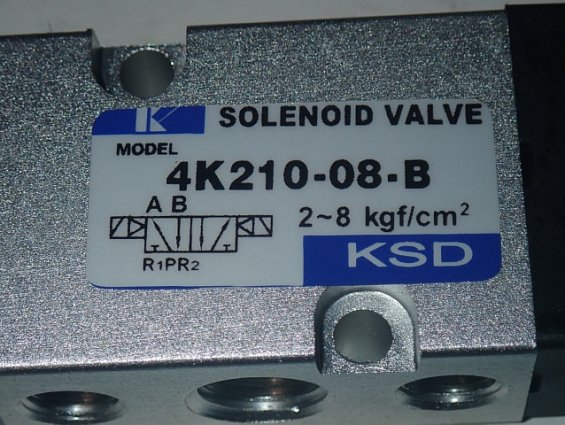 K SOLENOID VALVE
MODEL
4K210-08-B
A B
2~8 kgf/cm²
R1PR2
KSD